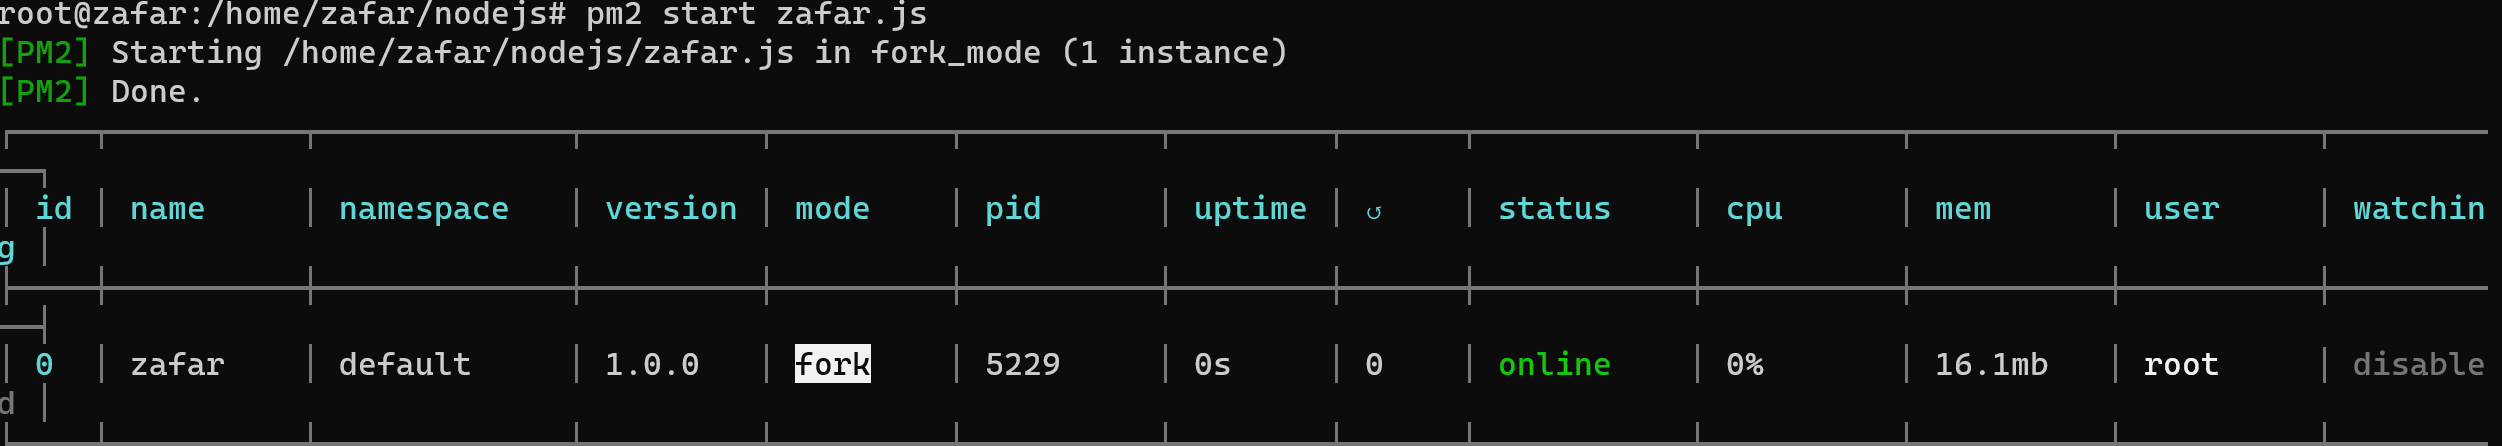 root@zafar:/home/zafar/nodejs# pm2 start zafar.js
[PM2] Starting /home/zafar/nodejs/zafar.js in fork_mode (1 instance)
[PM2] Done.
│ id │ name │ namespace │ version │ mode │ pid │ uptime │ ↺ │ status │ cpu │ mem │ user │ watchin
g │
│ 0 │ zafar │ default │ 1.0.0 │ fork │ 5229 │ 0s │ 0 │ online │ 0% │ 16.1mb │ root │ disable
d │